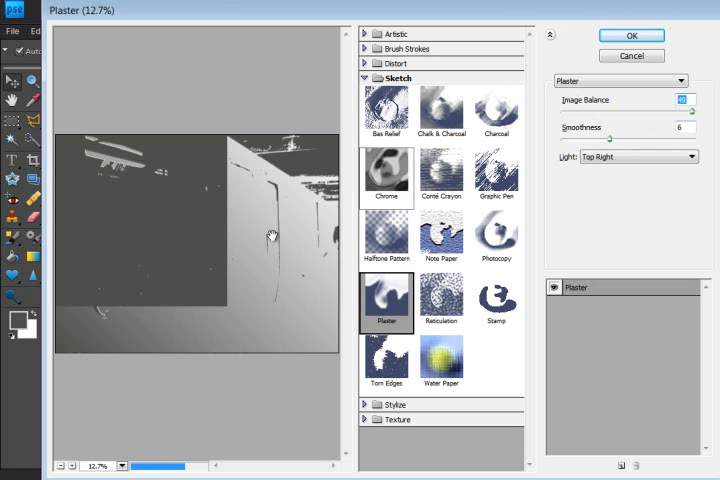 pse
Plaster (12.7%)
File Ed
Auto
Artistic
Brush Strokes
Distort
Sketch
Bas Relief
Chalk & Charcoal
Charcoal
Chrome
Conté Crayon
Graphic Pen
Halftone Pattern
Note Paper
Photocopy
Plaster
Reticulation
Stamp
Torn Edges
Water Paper
Stylize
Texture
12.7%
OK
Cancel
Plaster
Image Balance
49
Smoothness
6
Light: Top Right
Plaster